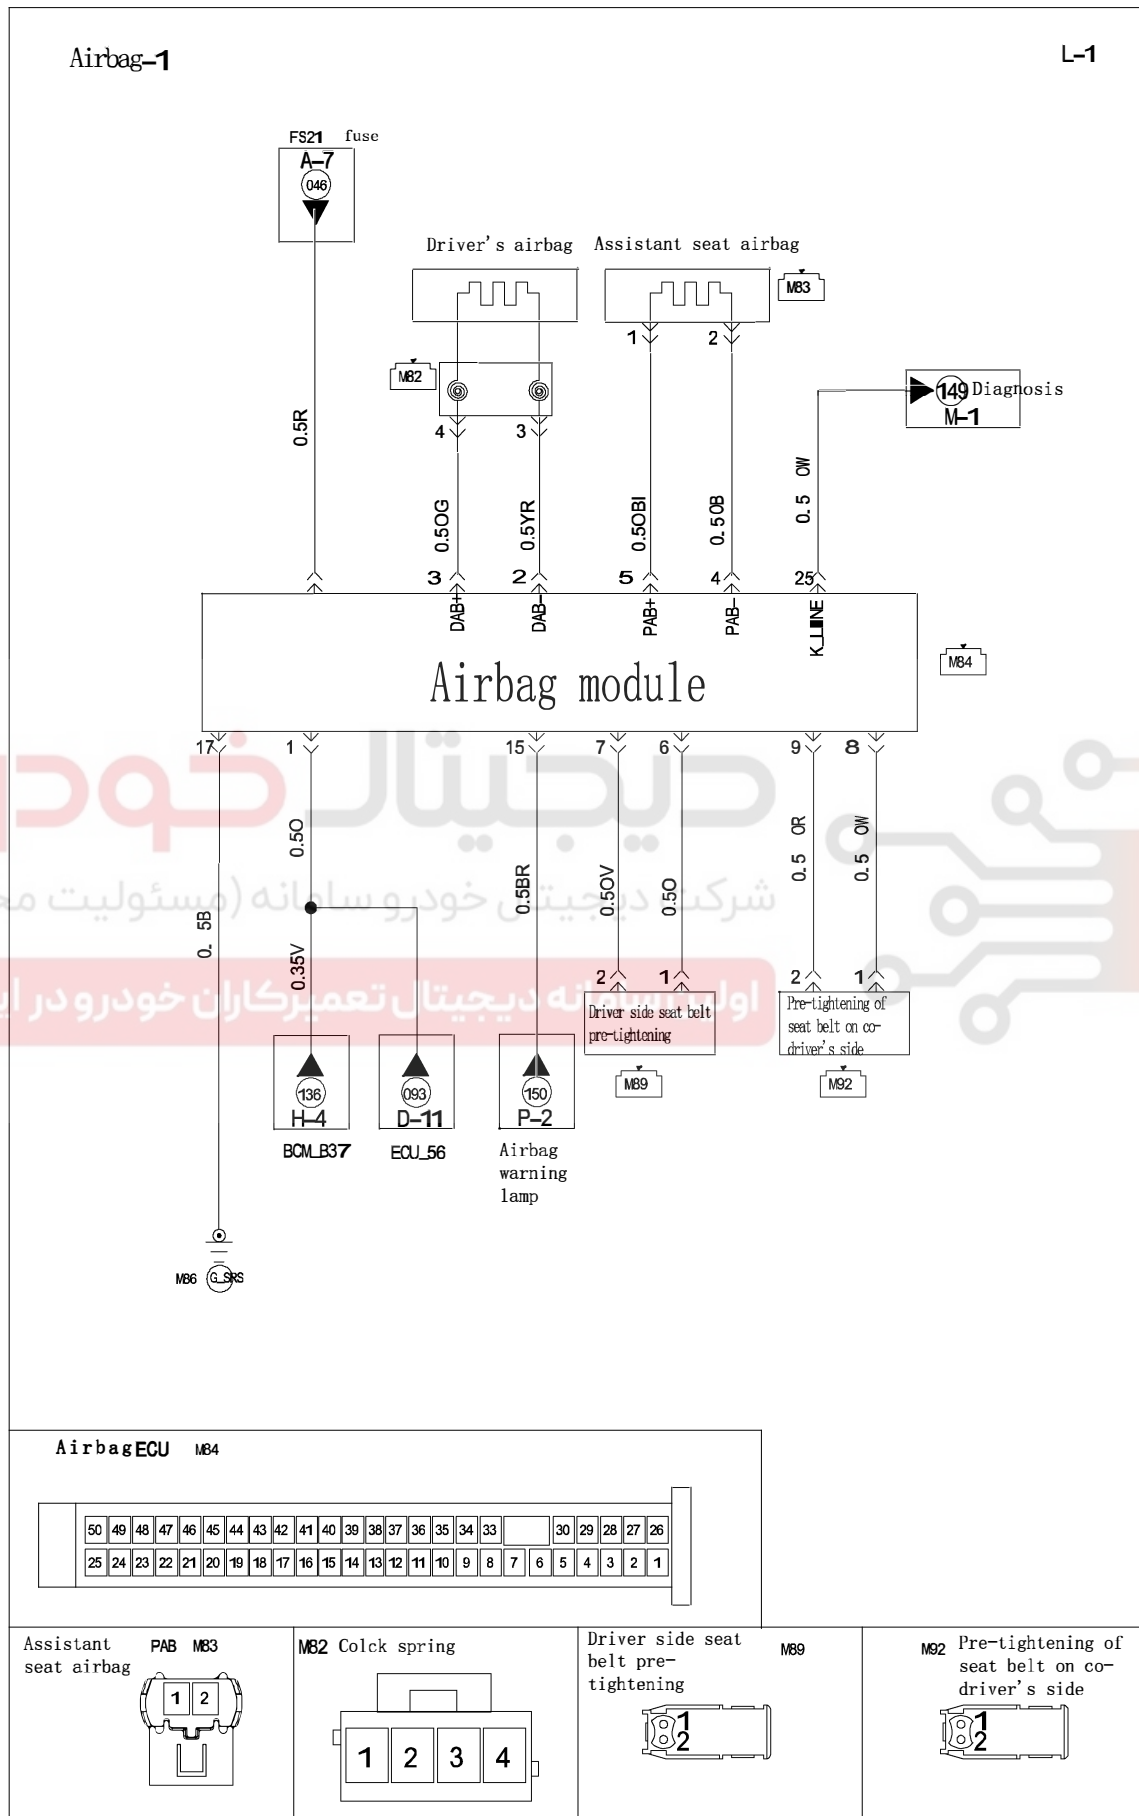 Airbag-1
L-1
FS21 fuse
A-7
046
Driver's airbag
Assistant seat airbag
M83
1
2
M82
149 Diagnosis
M-1
4
3
0.5R
0.5OG
0.5YR
0.5OBl
0.5OB
0.5 OW
3
2
5
4
25
DAB+
DAB-
PAB+
PAB-
K_LINE
Airbag module
M84
17
1
15
7
6
9
8
دیجیتال خودر
شرکت دیجیتال خودرو سامانه (مسئولیت مح
اولین سامانه دیجیتال تعمیرکاران خودرو در ای
0.5B
0.5O
0.35V
0.5BR
0.5OV
0.5O
0.5 OR
0.5 OW
2
1
2
1
Driver side seat belt
pre-tightening
Pre-tightening of
seat belt on co-
driver's side
M89
M92
136
H-4
093
D-11
150
P-2
BCM_B37
ECU_56
Airbag
warning
lamp
M86 G_SRS
Airbag ECU M84
50 49 48 47 46 45 44 43 42 41 40 39 38 37 36 35 34 33 30 29 28 27 26
25 24 23 22 21 20 19 18 17 16 15 14 13 12 11 10 9 8 7 6 5 4 3 2 1
Assistant
seat airbag
PAB M83
1 2
M82 Colck spring
1 2 3 4
Driver side seat
belt pre-
tightening
M89
1
2
M92
Pre-tightening of
seat belt on co-
driver's side
1
2